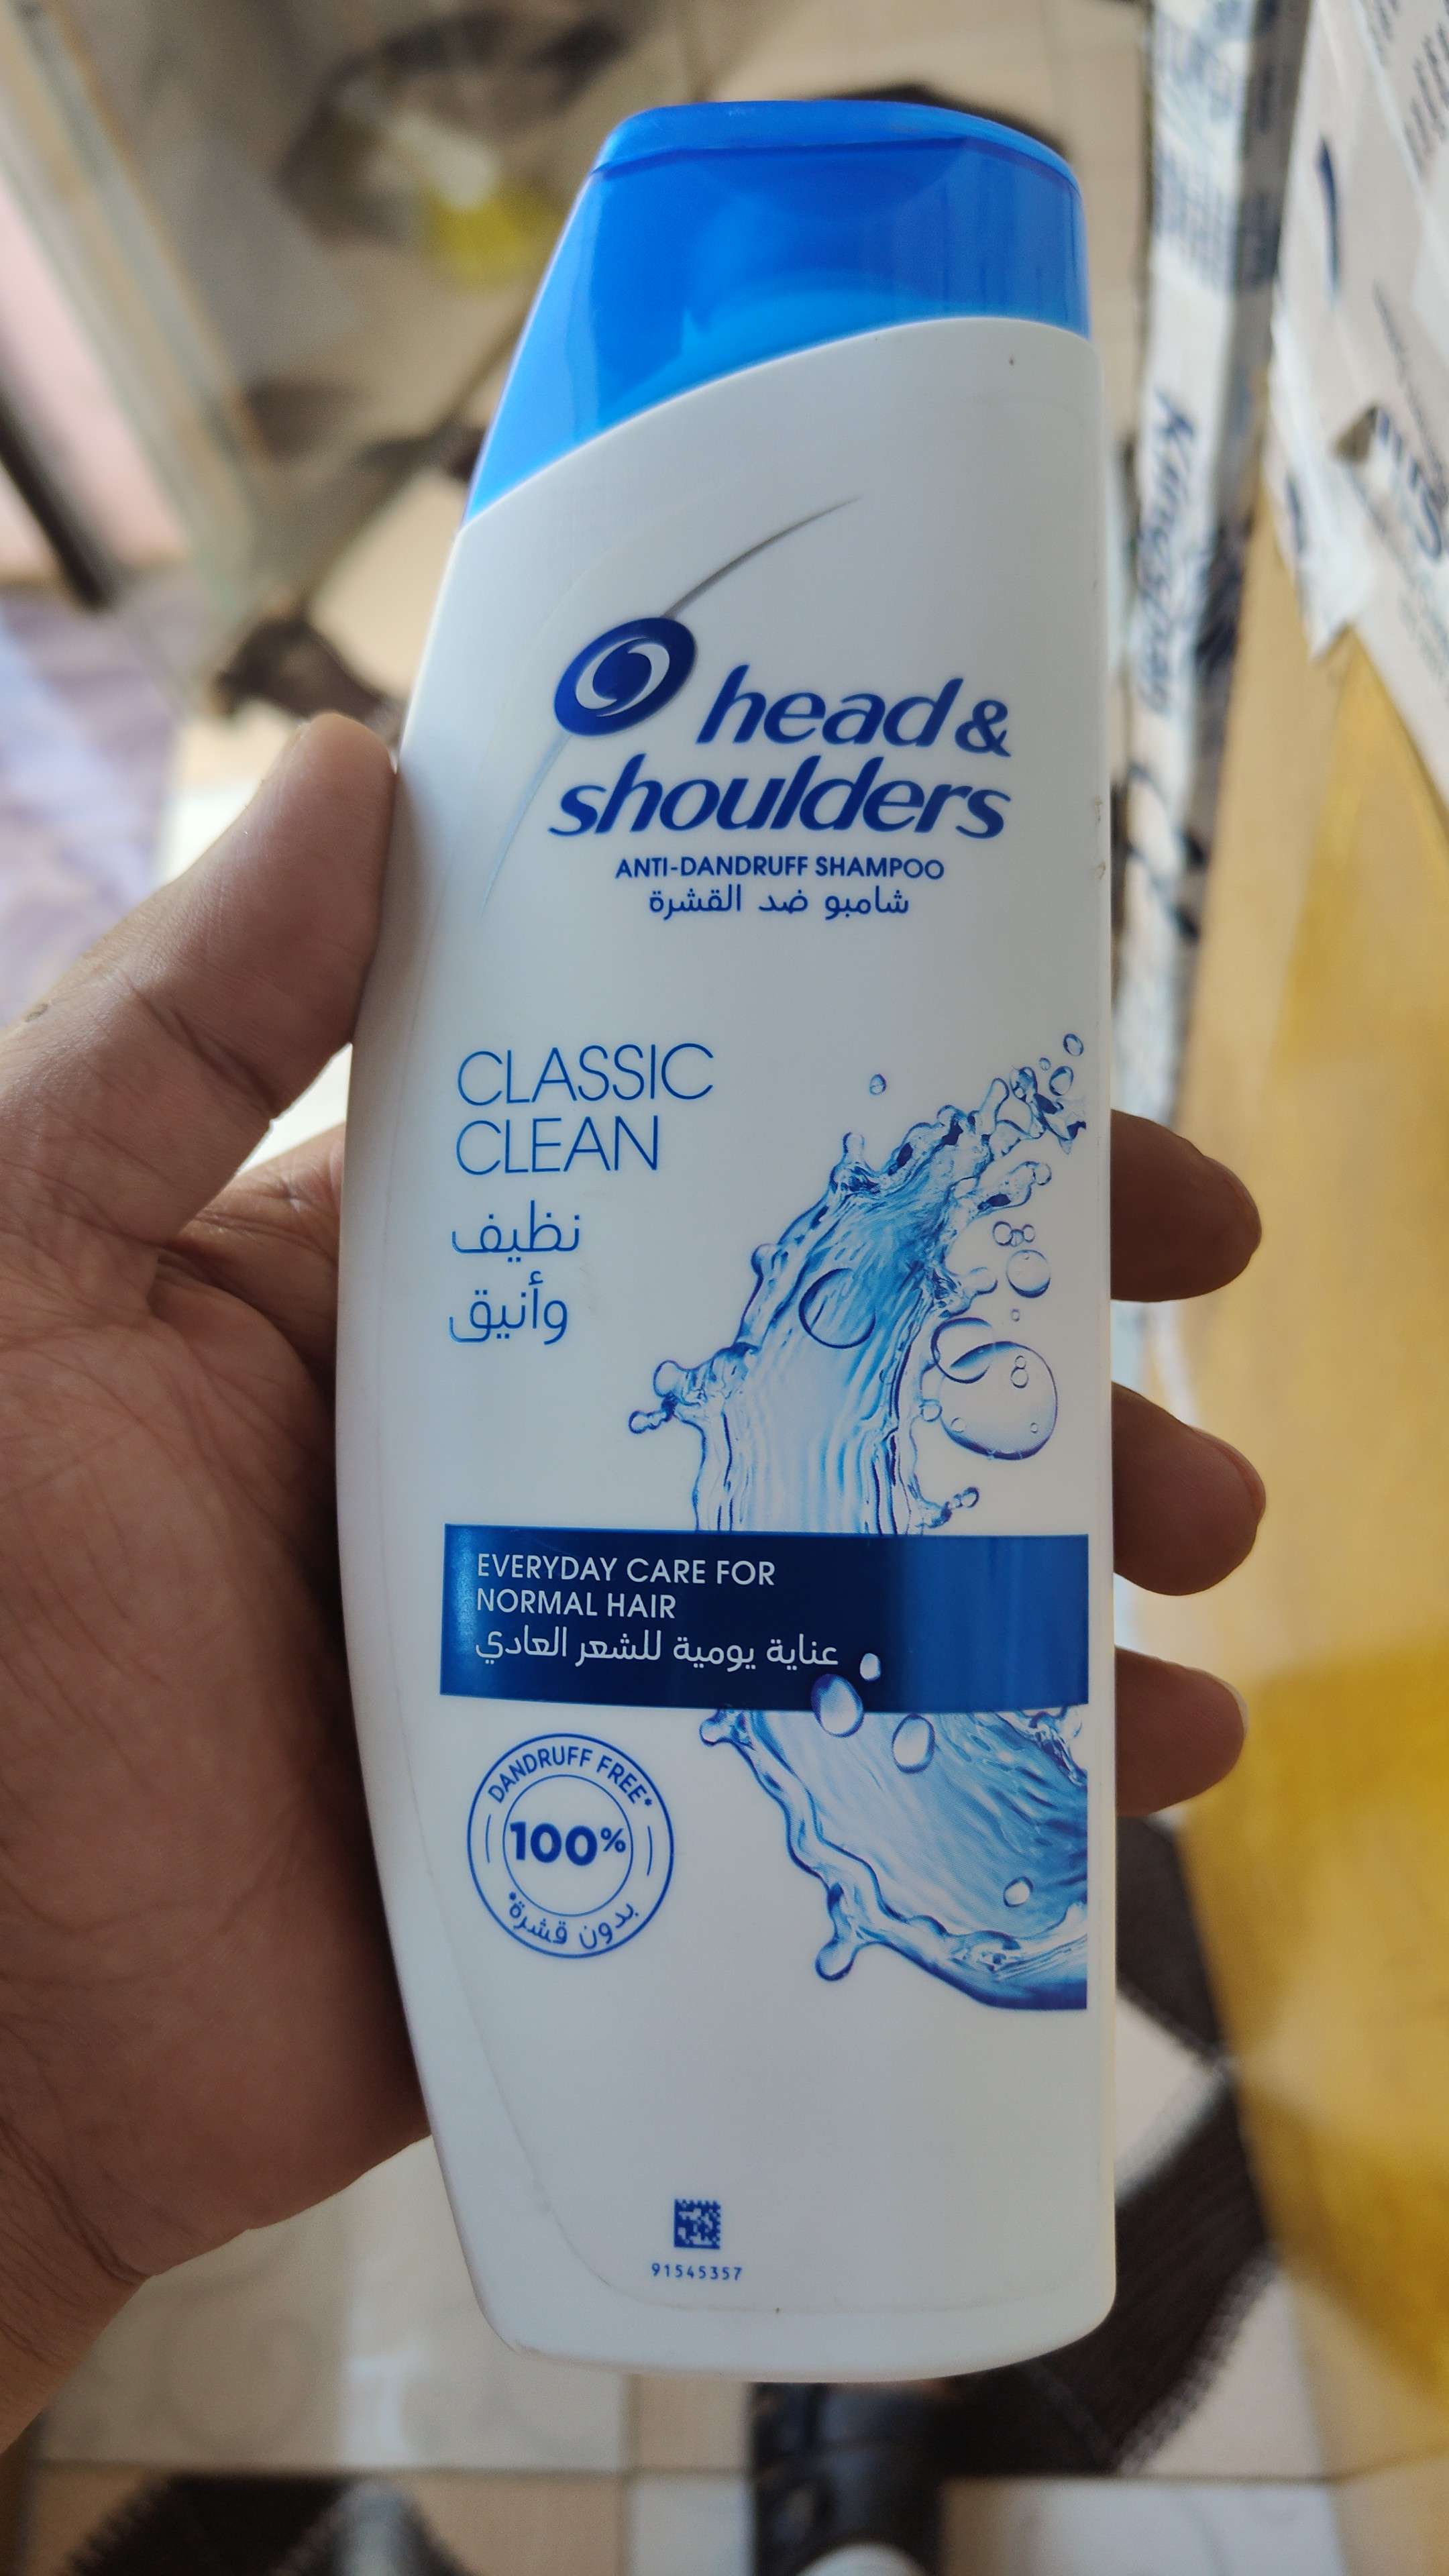 head &
shoulders
ANTI-DANDRUFF SHAMPOO
شامبو ضد القشرة
CLASSIC
CLEAN
نظيف
وأنيق
EVERYDAY CARE FOR
NORMAL HAIR
عناية يومية للشعر العادي
DANDRUFF FREE*
100%
بدون قشرة*
91545357